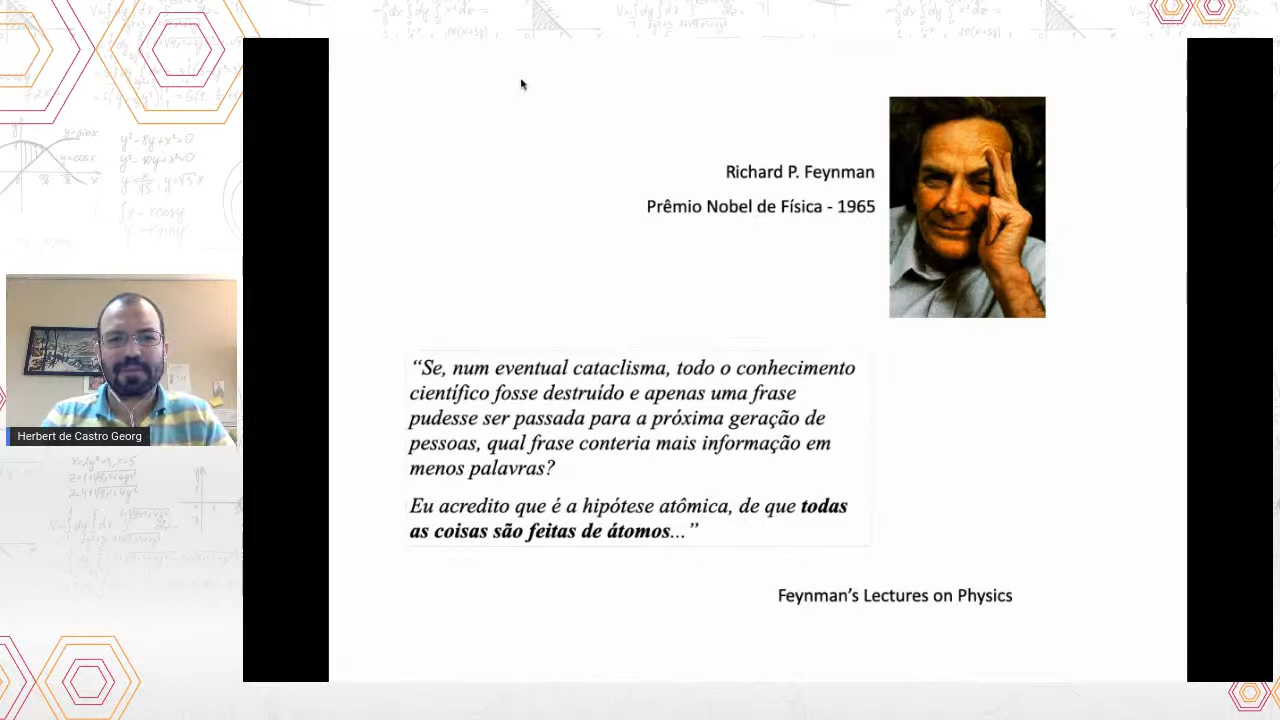 Richard P. Feynman
Prêmio Nobel de Física - 1965
Herbert de Castro Georg
“Se, num eventual cataclisma, todo o conhecimento
científico fosse destruído e apenas uma frase
pudesse ser passada para a próxima geração de
pessoas, qual frase conteria mais informação em
menos palavras?
Eu acredito que é a hipótese atômica, de que todas
as coisas são feitas de átomos...”
Feynman’s Lectures on Physics